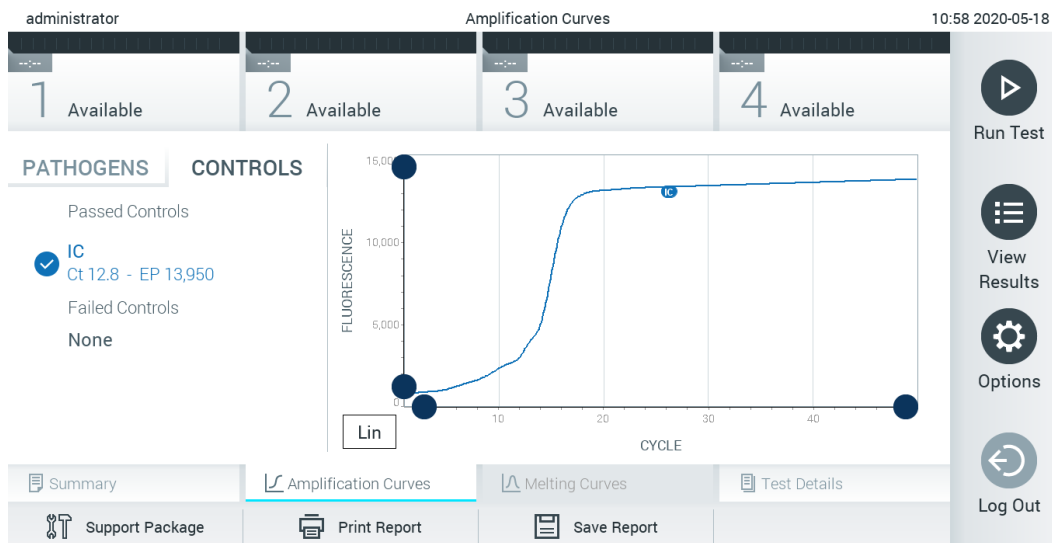 administrator
Amplification Curves
10:58 2020-05-18
--:--
1 Available
--:--
2 Available
--:--
3 Available
--:--
4 Available
Run Test
View
Results
Options
Log Out
PATHOGENS
CONTROLS
Passed Controls
IC
Ct 12.8 - EP 13,950
Failed Controls
None
FLUORESCENCE
15,00
10,000
5,000
0
IC
10
20
30
40
CYCLE
Lin
Summary
Amplification Curves
Melting Curves
Test Details
Support Package
Print Report
Save Report